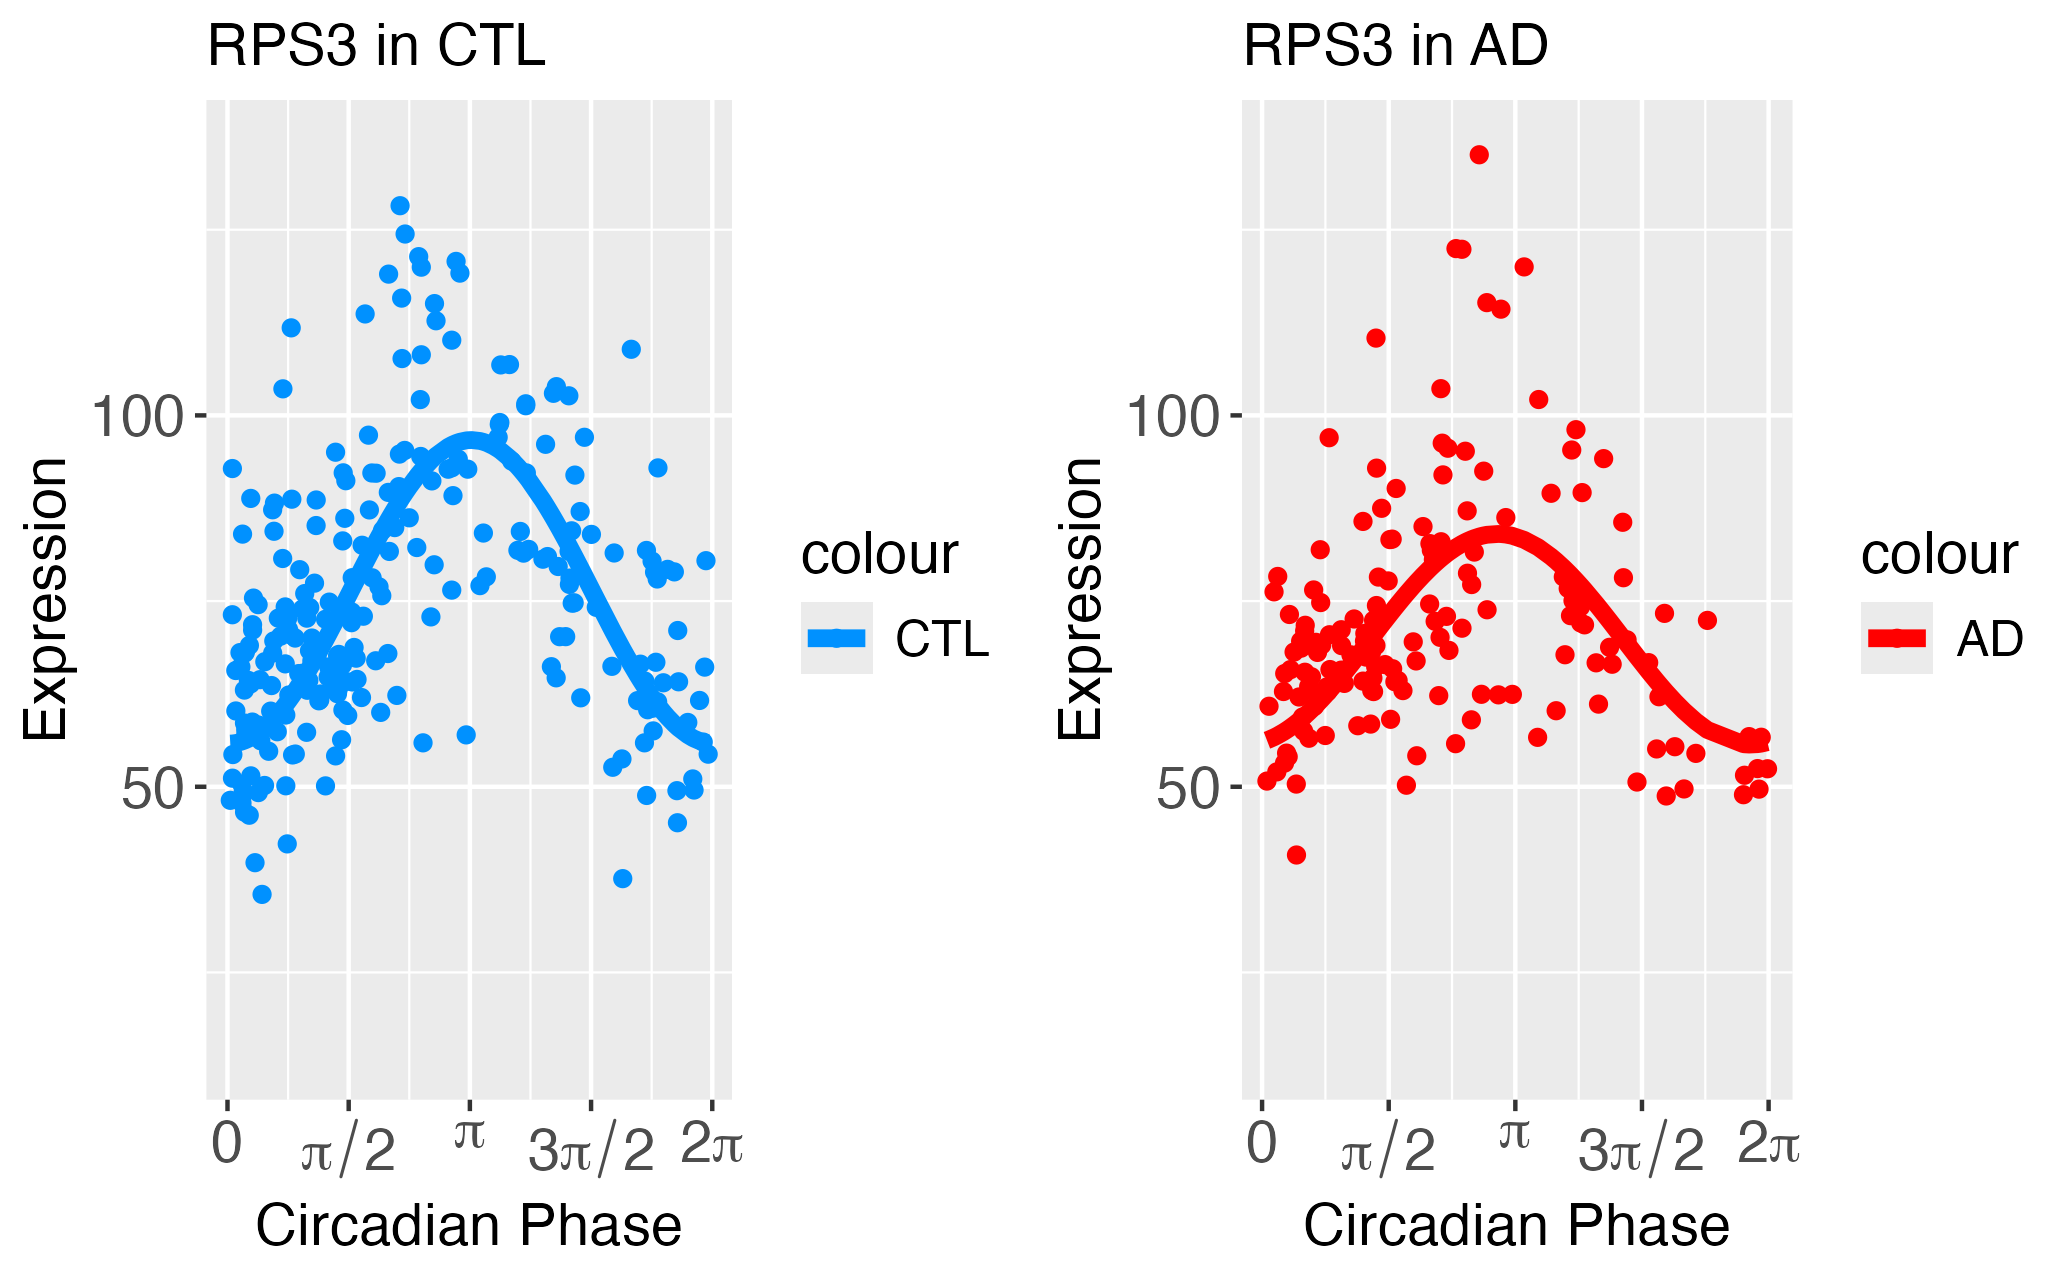 RPS3 in CTL
Expression
100
50
0
π/2
π
3π/2
2π
Circadian Phase
colour
CTL
RPS3 in AD
Expression
100
50
0
π/2
π
3π/2
2π
Circadian Phase
colour
AD